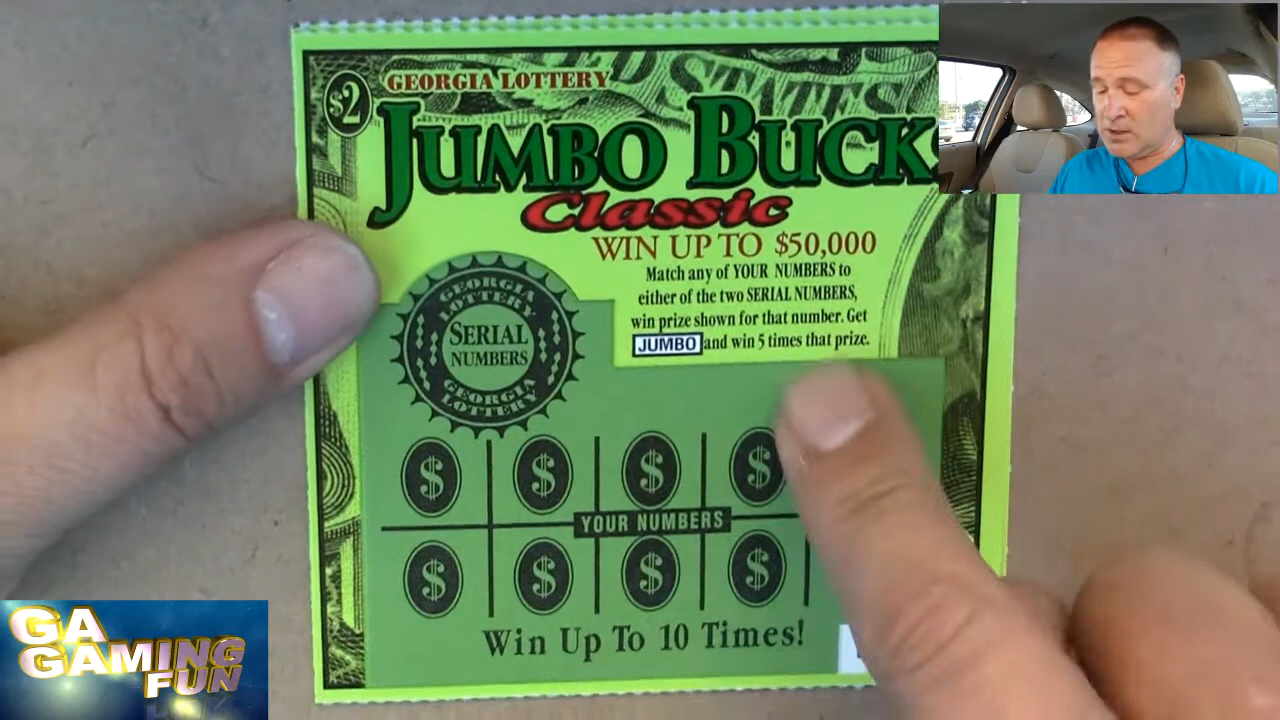 $2
GEORGIA LOTTERY
JUMBO BUCK
Classic
WIN UP TO $50,000
Match any of YOUR NUMBERS to
either of the two SERIAL NUMBERS,
win prize shown for that number. Get
JUMBO and win 5 times that prize.
GEORGIA
LOTTERY
SERIAL
NUMBERS
GEORGIA
LOTTERY
$ $ $ $
YOUR NUMBERS
$ $ $ $
Win Up To 10 Times!
GA
GAMING
FUN